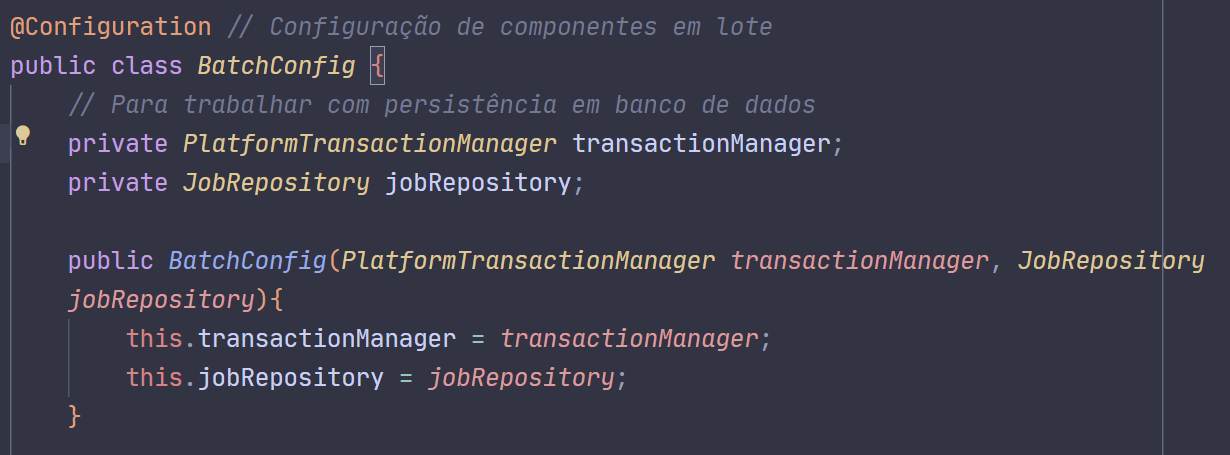 @Configuration // Configuração de componentes em lote
public class BatchConfig {
// Para trabalhar com persistência em banco de dados
private PlatformTransactionManager transactionManager;
private JobRepository jobRepository;
public BatchConfig(PlatformTransactionManager transactionManager, JobRepository
jobRepository){
this.transactionManager = transactionManager;
this.jobRepository = jobRepository;
}